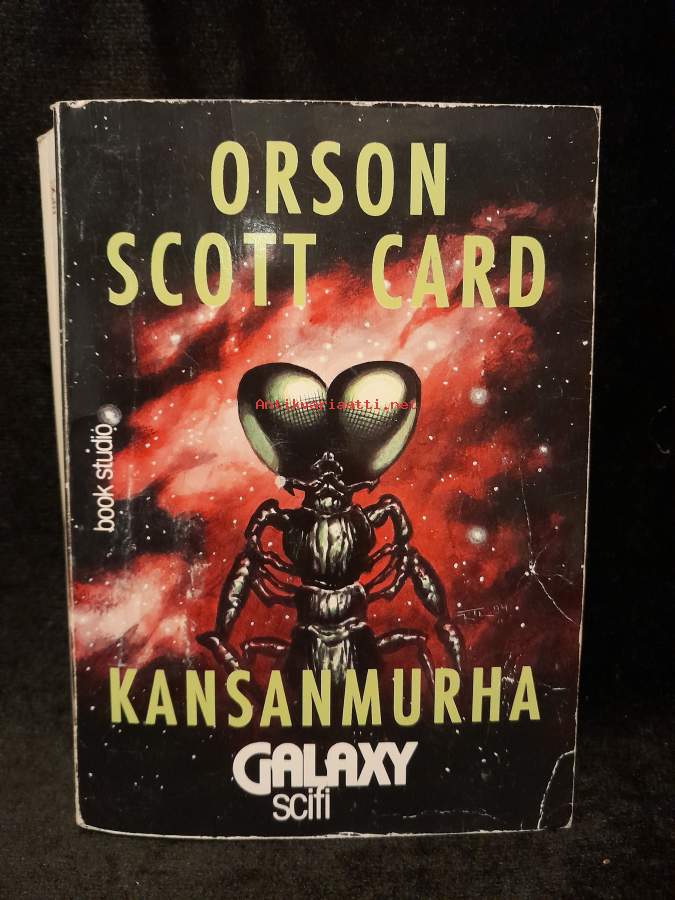 ORSON
SCOTT CARD
Antikvariaatti.net
book studio
KANSANMURHA
GALAXY
scifi